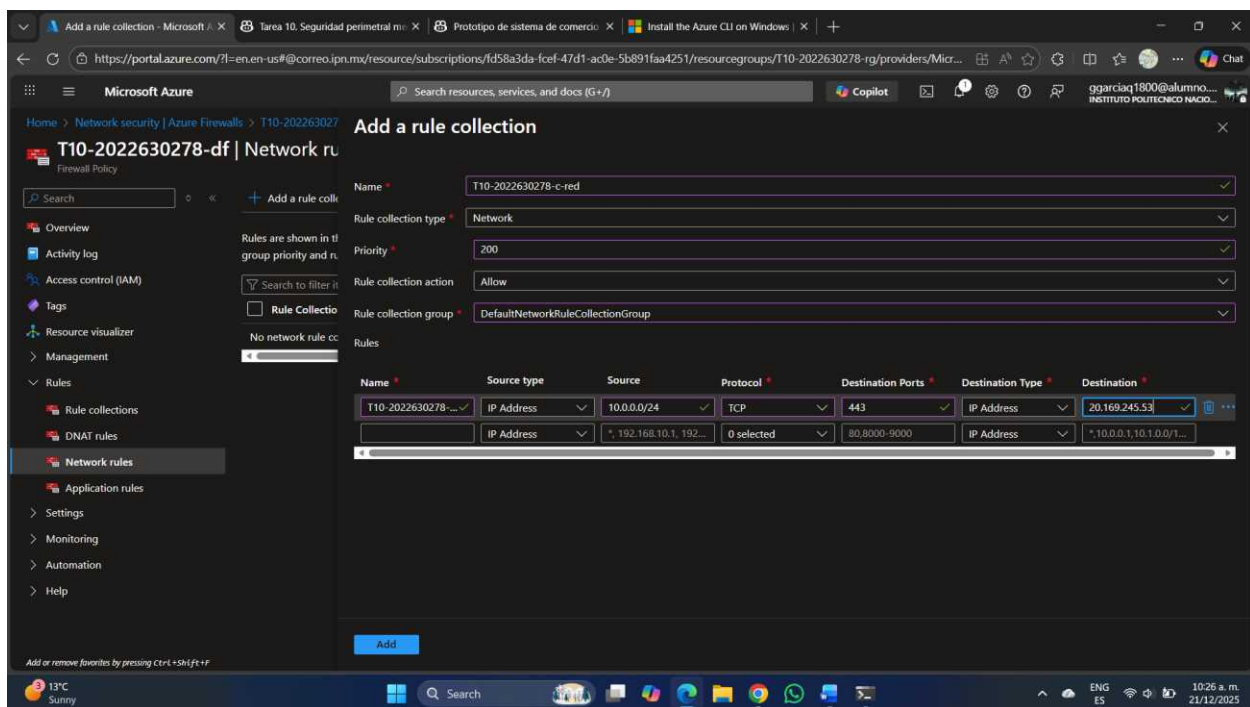 Add a rule collection - Microsoft A
Tarea 10. Seguridad perimetral me
Prototipo de sistema de comercio
Install the Azure CLI on Windows |
https://portal.azure.com/?l=en.en-us#@correo.ipn.mx/resource/subscriptions/fd58a3da-fcef-47d1-ac0e-5b891faa4251/resourcegroups/T10-2022630278-rg/providers/Micr...
Chat
Microsoft Azure
Search resources, services, and docs (G+/)
Copilot
1
ggarciaq1800@alumno....
INSTITUTO POLITECNICO NACIO...
Home > Network security | Azure Firewalls > T10-202263027
T10-2022630278-df | Network ru
Firewall Policy
Search
Overview
Activity log
Access control (IAM)
Tags
Resource visualizer
Management
Rules
Rule collections
DNAT rules
Network rules
Application rules
Settings
Monitoring
Automation
Help
Add or remove favorites by pressing Ctrl+Shift+F
+ Add a rule colle
Rules are shown in th
group priority and ru
Search to filter it
Rule Collectio
No network rule cc
Add a rule collection
Name * T10-2022630278-c-red
Rule collection type * Network
Priority * 200
Rule collection action Allow
Rule collection group * DefaultNetworkRuleCollectionGroup
Rules
Name * Source type Source Protocol * Destination Ports * Destination Type * Destination *
T10-2022630278-... IP Address 10.0.0.0/24 TCP 443 IP Address 20.169.245.53
IP Address *, 192.168.10.1, 192... 0 selected 80,8000-9000 IP Address *,10.0.0.1,10.1.0.0/1...
Add
3
13°C
Sunny
Search
ENG
ES
10:26 a. m.
21/12/2025